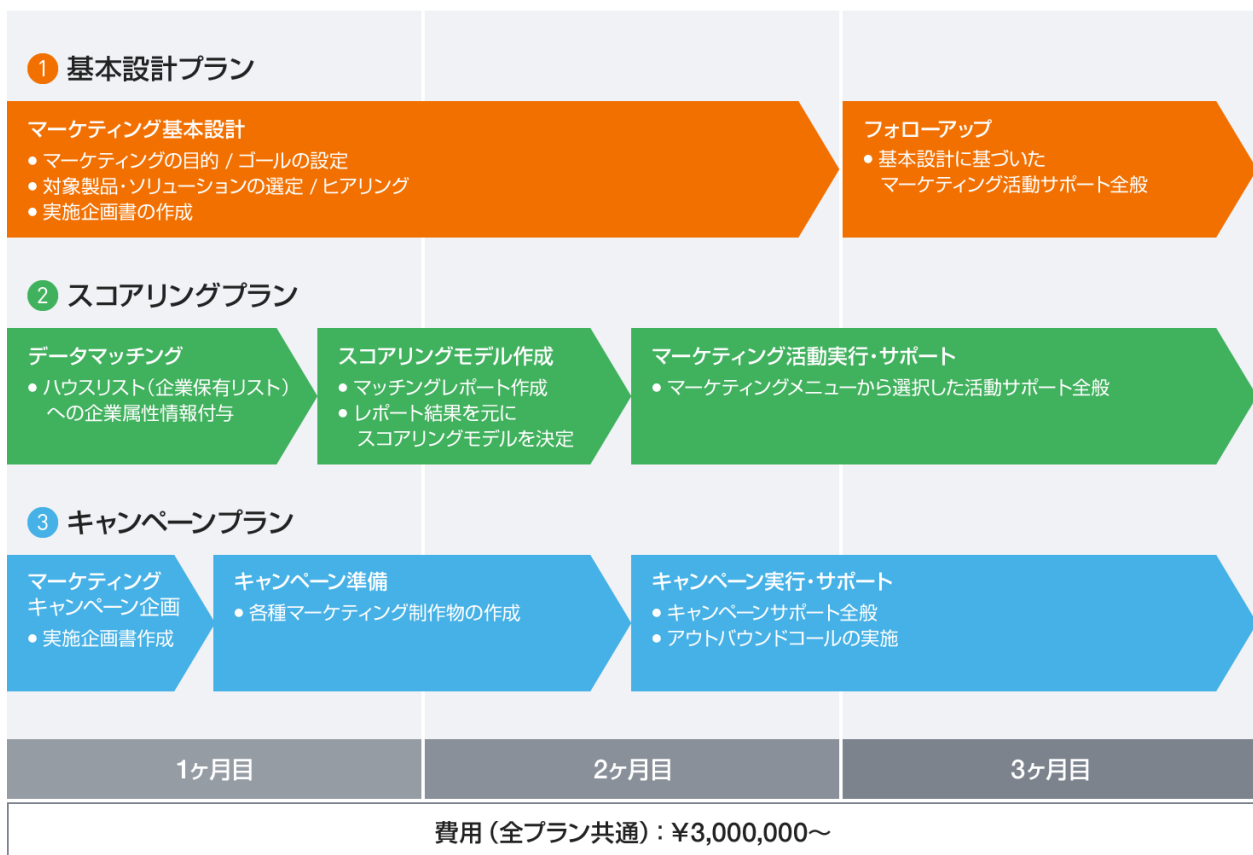 1 基本設計プラン
マーケティング基本設計
• マーケティングの目的 / ゴールの設定
• 対象製品・ソリューションの選定 / ヒアリング
• 実施企画書の作成
フォローアップ
• 基本設計に基づいた
マーケティング活動サポート全般
2 スコアリングプラン
データマッチング
• ハウスリスト（企業保有リスト）
への企業属性情報付与
スコアリングモデル作成
• マッチングレポート作成
• レポート結果を元に
スコアリングモデルを決定
マーケティング活動実行・サポート
• マーケティングメニューから選択した活動サポート全般
3 キャンペーンプラン
マーケティング
キャンペーン企画
• 実施企画書作成
キャンペーン準備
• 各種マーケティング制作物の作成
キャンペーン実行・サポート
• キャンペーンサポート全般
• アウトバウンドコールの実施
1ヶ月目
2ヶ月目
3ヶ月目
費用（全プラン共通）：¥3,000,000〜